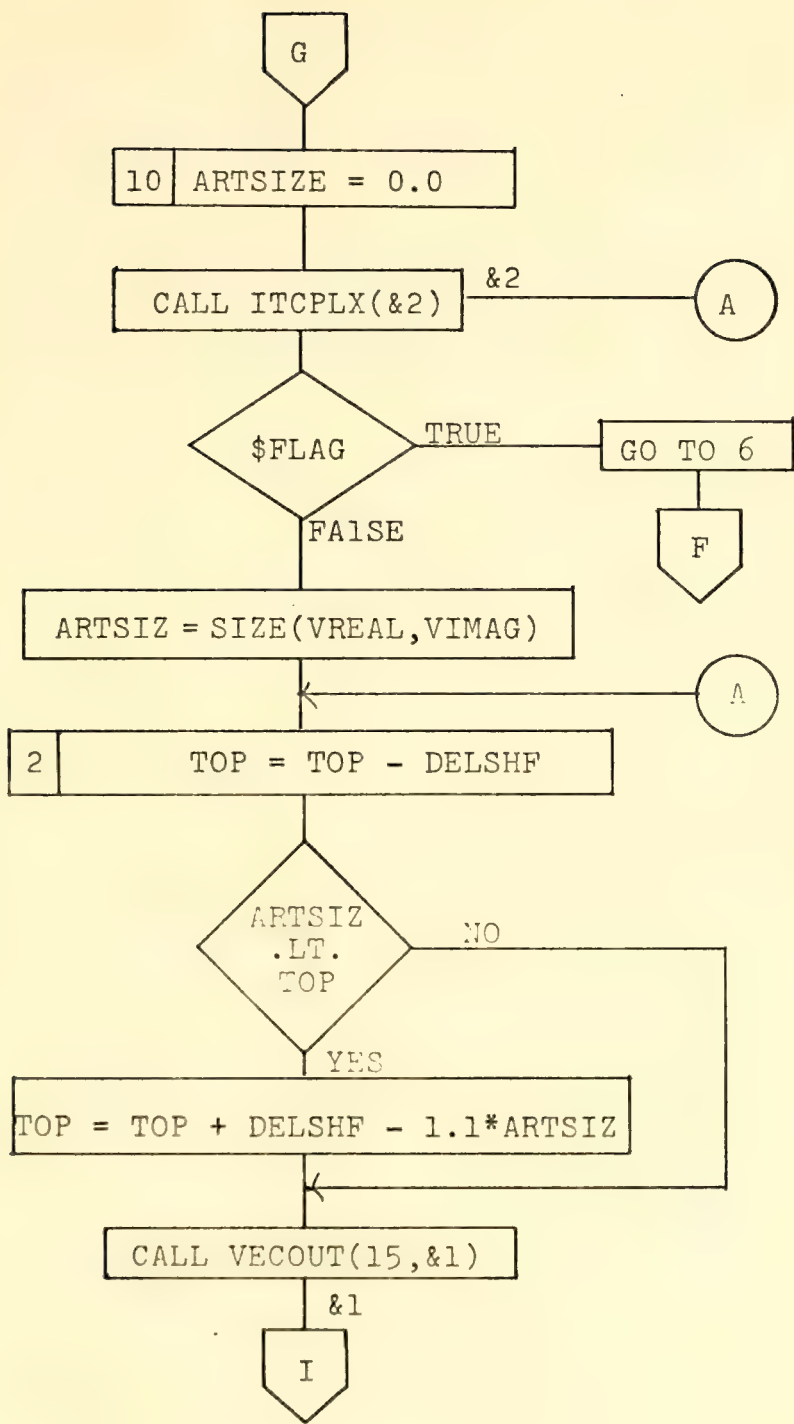 G
10 ARTSIZE = 0.0
CALL ITCPLX(&2) &2 A
$FLAG TRUE GO TO 6
FA1SE F
ARTSIZ = SIZE(VREAL,VIMAG)
A
2 TOP = TOP - DELSHF
ARTSIZ
.LT. NO
TOP
YES
TOP = TOP + DELSHF - 1.1*ARTSIZ
CALL VECOUT(15,&1)
&1
I